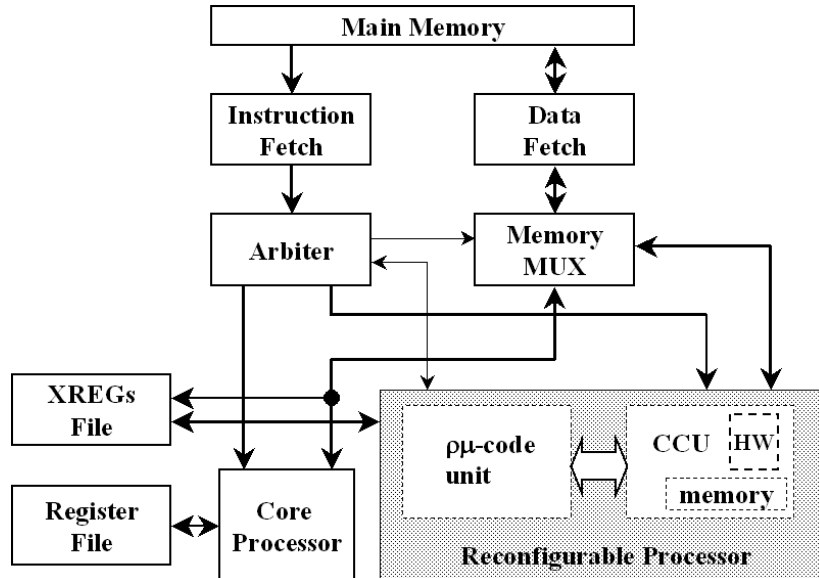 Main Memory
Instruction
Fetch
Data
Fetch
Arbiter
Memory
MUX
XREGs
File
ρμ-code
unit
CCU
HW
memory
Register
File
Core
Processor
Reconfigurable Processor